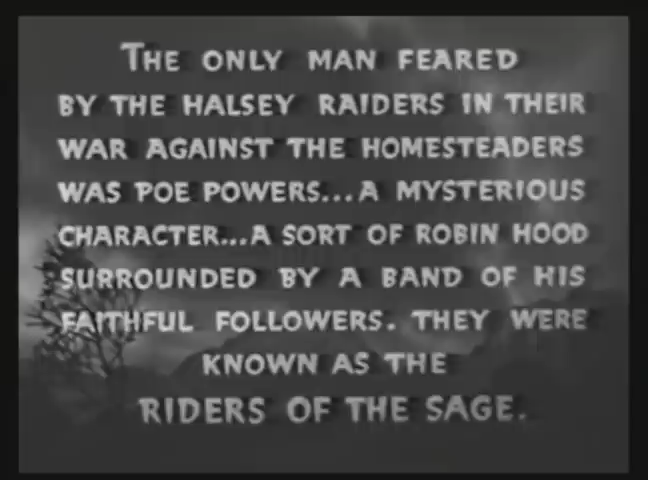 THE ONLY MAN FEARED
BY THE HALSEY RAIDERS IN THEIR
WAR AGAINST THE HOMESTEADERS
WAS POE POWERS...A MYSTERIOUS
CHARACTER...A SORT OF ROBIN HOOD
SURROUNDED BY A BAND OF HIS
FAITHFUL FOLLOWERS. THEY WERE
KNOWN AS THE
RIDERS OF THE SAGE.